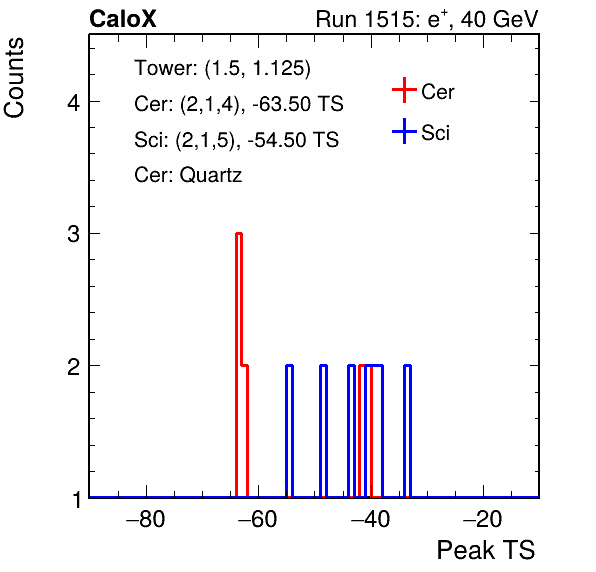 CaloX Run 1515: e+, 40 GeV
Counts
Tower: (1.5, 1.125)
Cer: (2,1,4), -63.50 TS
Sci: (2,1,5), -54.50 TS
Cer: Quartz
Cer
Sci
4
3
2
1
−80 −60 −40 −20
Peak TS